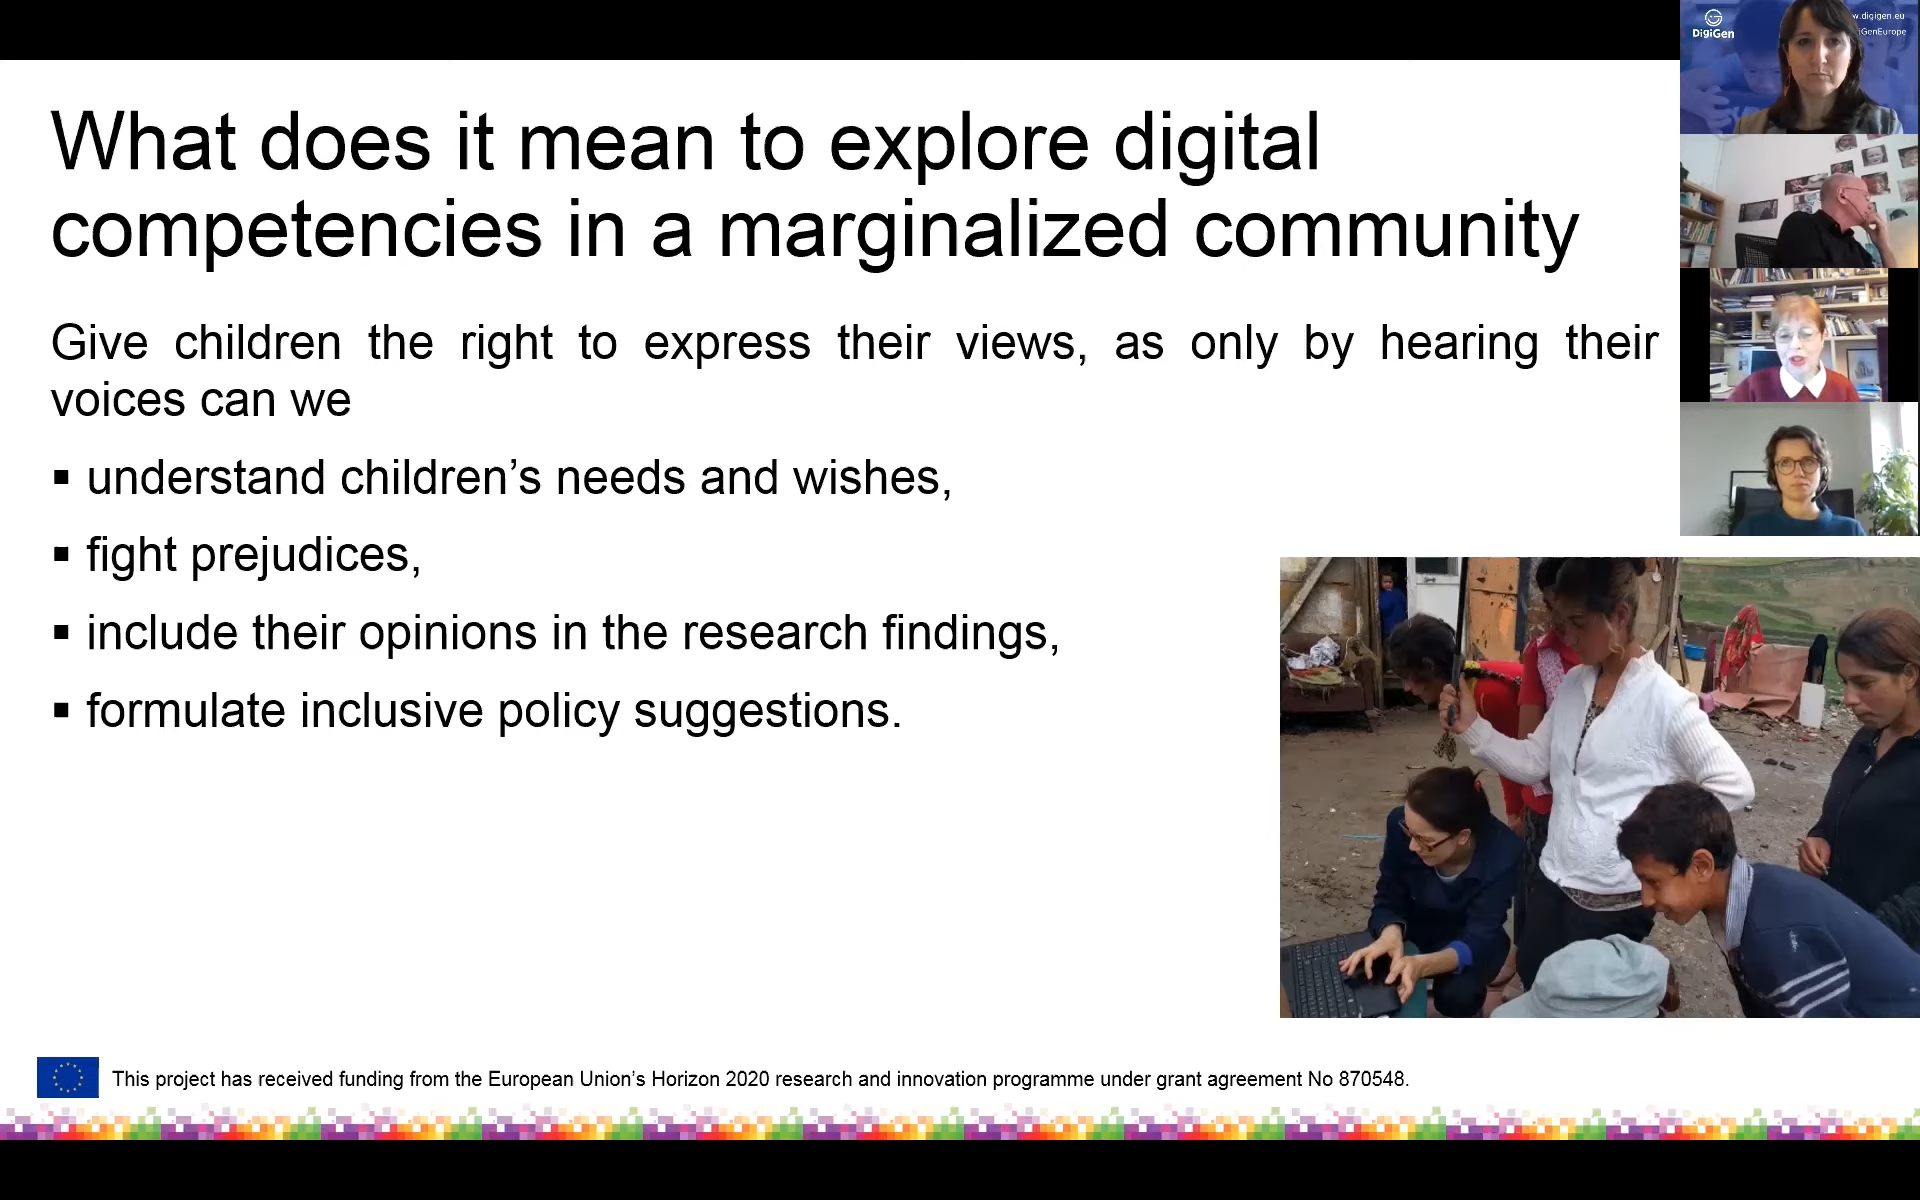 What does it mean to explore digital
competencies in a marginalized community
Give children the right to express their views, as only by hearing their
voices can we
▪ understand children’s needs and wishes,
▪ fight prejudices,
▪ include their opinions in the research findings,
▪ formulate inclusive policy suggestions.
This project has received funding from the European Union’s Horizon 2020 research and innovation programme under grant agreement No 870548.
DigiGen
w.digigen.eu
iGenEurope